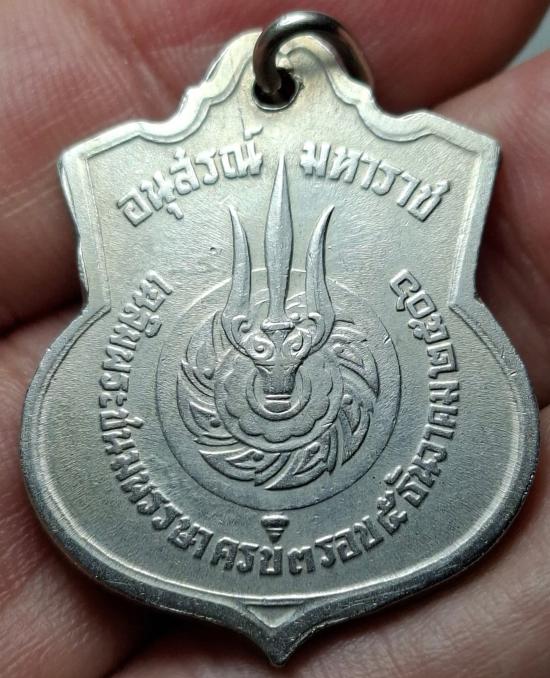 อนุสรณ์ มหาราช
เฉลิมพระชนมพรรษา ครบ ๓ รอบ ๕ ธันวาคม ๒๕๐๖